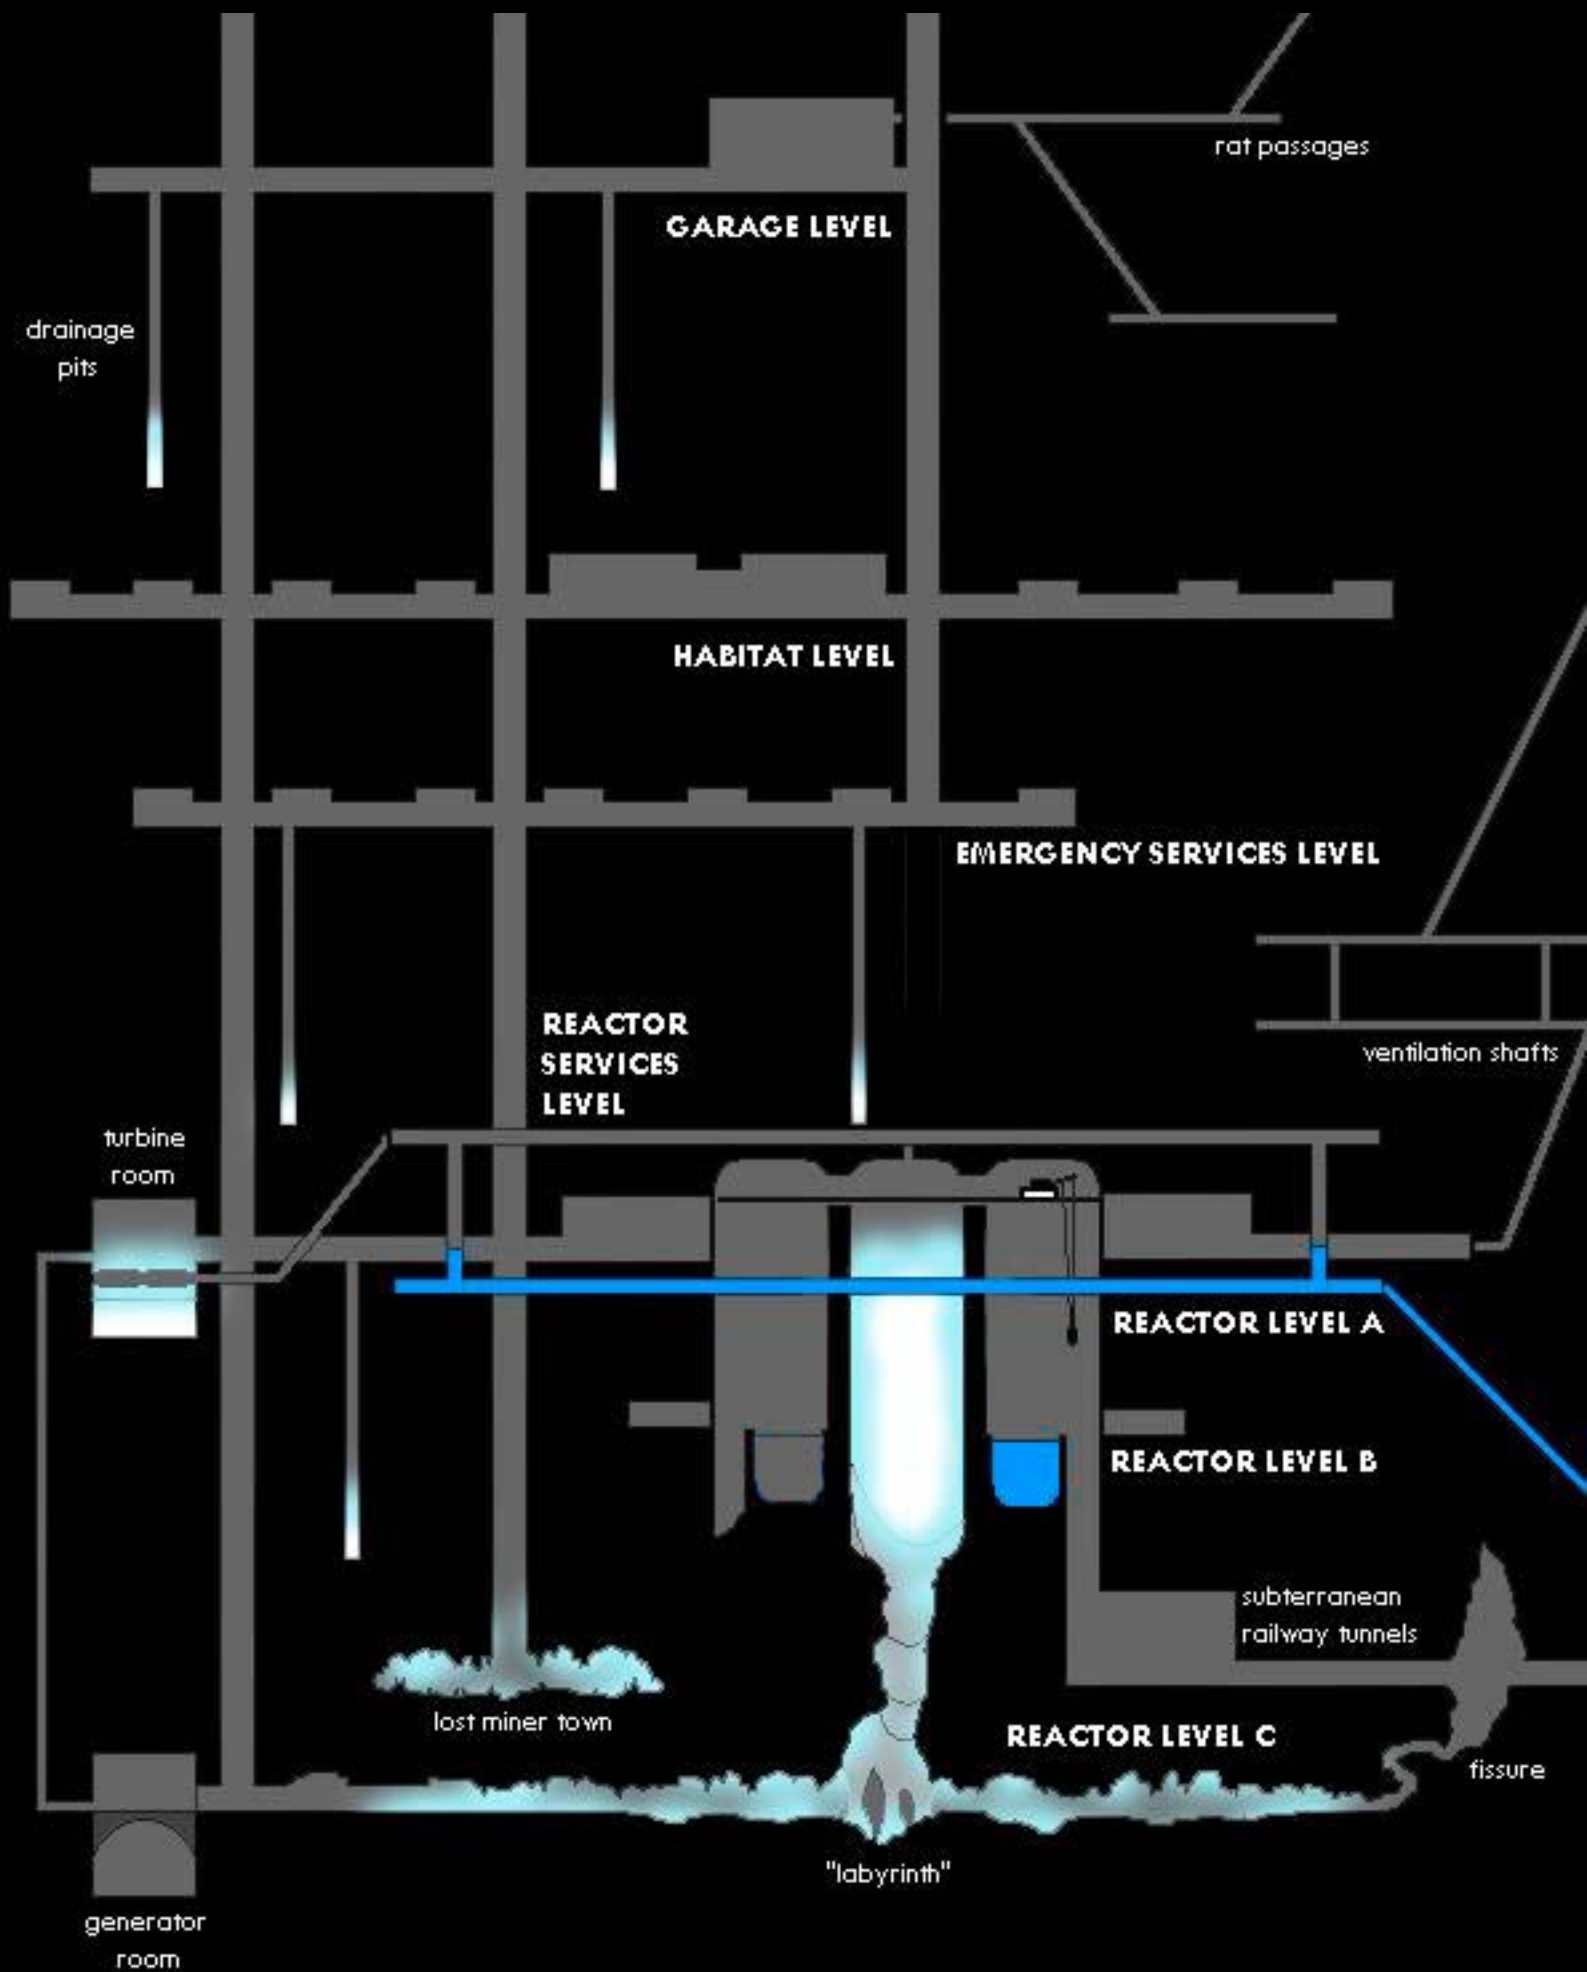 rat passages
GARAGE LEVEL
drainage
pits
HABITAT LEVEL
EMERGENCY SERVICES LEVEL
REACTOR
SERVICES
LEVEL
ventilation shafts
turbine
room
REACTOR LEVEL A
REACTOR LEVEL B
subterranean
railway tunnels
lost miner town
REACTOR LEVEL C
fissure
"labyrinth"
generator
room